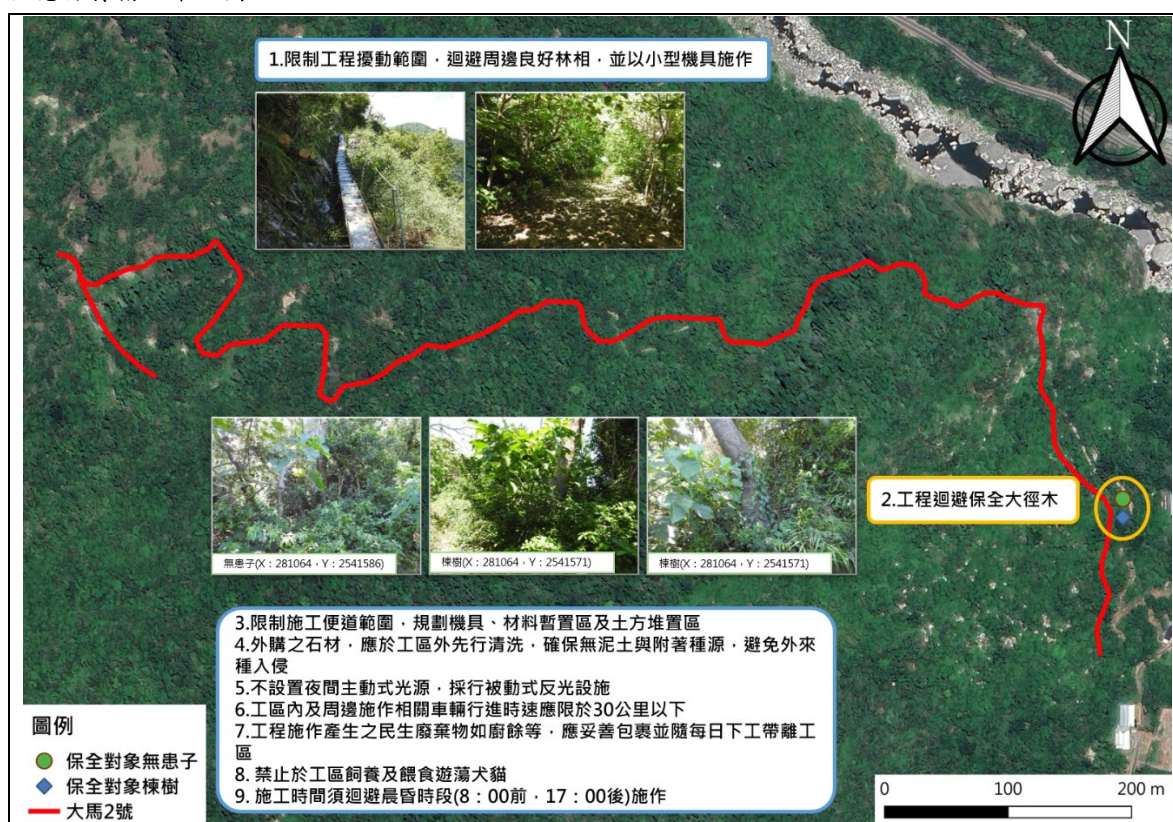 1.限制工程擾動範圍，迴避周邊良好林相，並以小型機具施作
N
2.工程迴避保全大徑木
無患子(X：281064，Y：2541586)
楝樹(X：281064，Y：2541571)
楝樹(X：281064，Y：2541571)
3.限制施工便道範圍，規劃機具、材料暫置區及土方堆置區
4.外購之石材，應於工區外先行清洗，確保無泥土與附著種源，避免外來
種入侵
5.不設置夜間主動式光源，採行被動式反光設施
6.工區內及周邊施作相關車輛行進時速應限於30公里以下
7.工程施作產生之民生廢棄物如廚餘等，應妥善包裹並隨每日下工帶離工
區
8. 禁止於工區飼養及餵食遊蕩犬貓
9. 施工時間須迴避晨昏時段(8：00前，17：00後)施作
圖例
保全對象無患子
保全對象楝樹
大馬2號
0 100 200 m